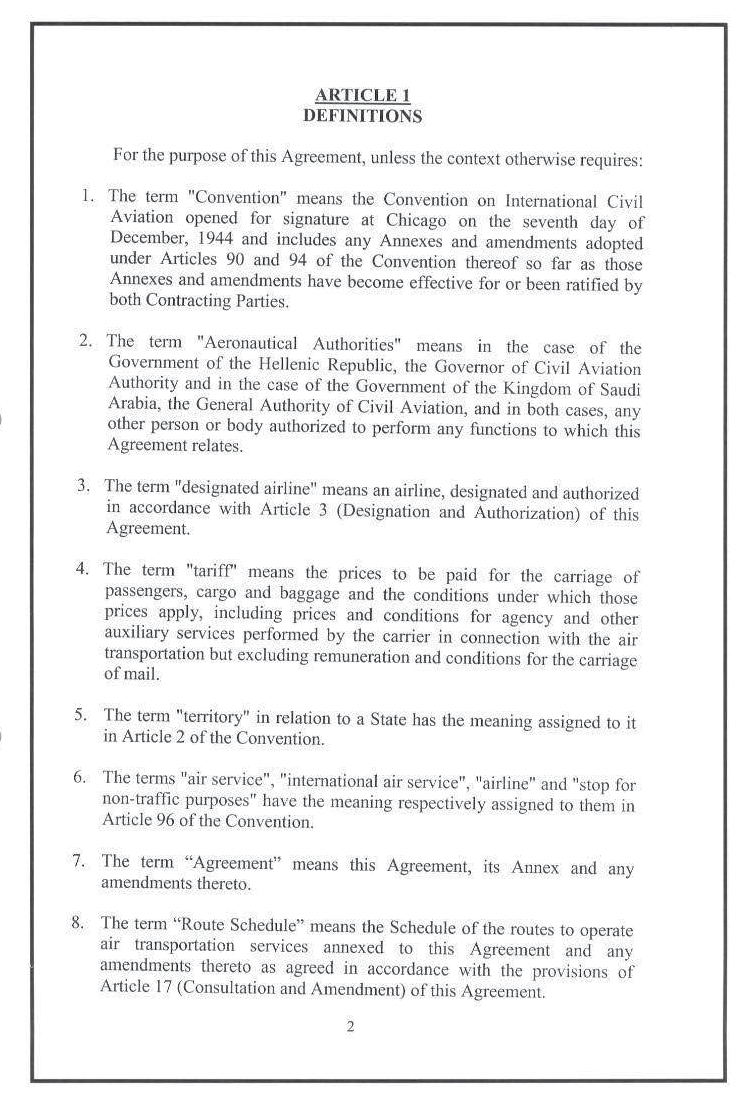 ARTICLE 1
DEFINITIONS
For the purpose of this Agreement, unless the context otherwise requires:
1. The term "Convention" means the Convention on International Civil
Aviation opened for signature at Chicago on the seventh day of
December, 1944 and includes any Annexes and amendments adopted
under Articles 90 and 94 of the Convention thereof so far as those
Annexes and amendments have become effective for or been ratified by
both Contracting Parties.
2. The term "Aeronautical Authorities" means in the case of the
Government of the Hellenic Republic, the Governor of Civil Aviation
Authority and in the case of the Government of the Kingdom of Saudi
Arabia, the General Authority of Civil Aviation, and in both cases, any
other person or body authorized to perform any functions to which this
Agreement relates.
3. The term "designated airline" means an airline, designated and authorized
in accordance with Article 3 (Designation and Authorization) of this
Agreement.
4. The term "tariff" means the prices to be paid for the carriage of
passengers, cargo and baggage and the conditions under which those
prices apply, including prices and conditions for agency and other
auxiliary services performed by the carrier in connection with the air
transportation but excluding remuneration and conditions for the carriage
of mail.
5. The term "territory" in relation to a State has the meaning assigned to it
in Article 2 of the Convention.
6. The terms "air service", "international air service", "airline" and "stop for
non-traffic purposes" have the meaning respectively assigned to them in
Article 96 of the Convention.
7. The term “Agreement” means this Agreement, its Annex and any
amendments thereto.
8. The term “Route Schedule” means the Schedule of the routes to operate
air transportation services annexed to this Agreement and any
amendments thereto as agreed in accordance with the provisions of
Article 17 (Consultation and Amendment) of this Agreement.
2